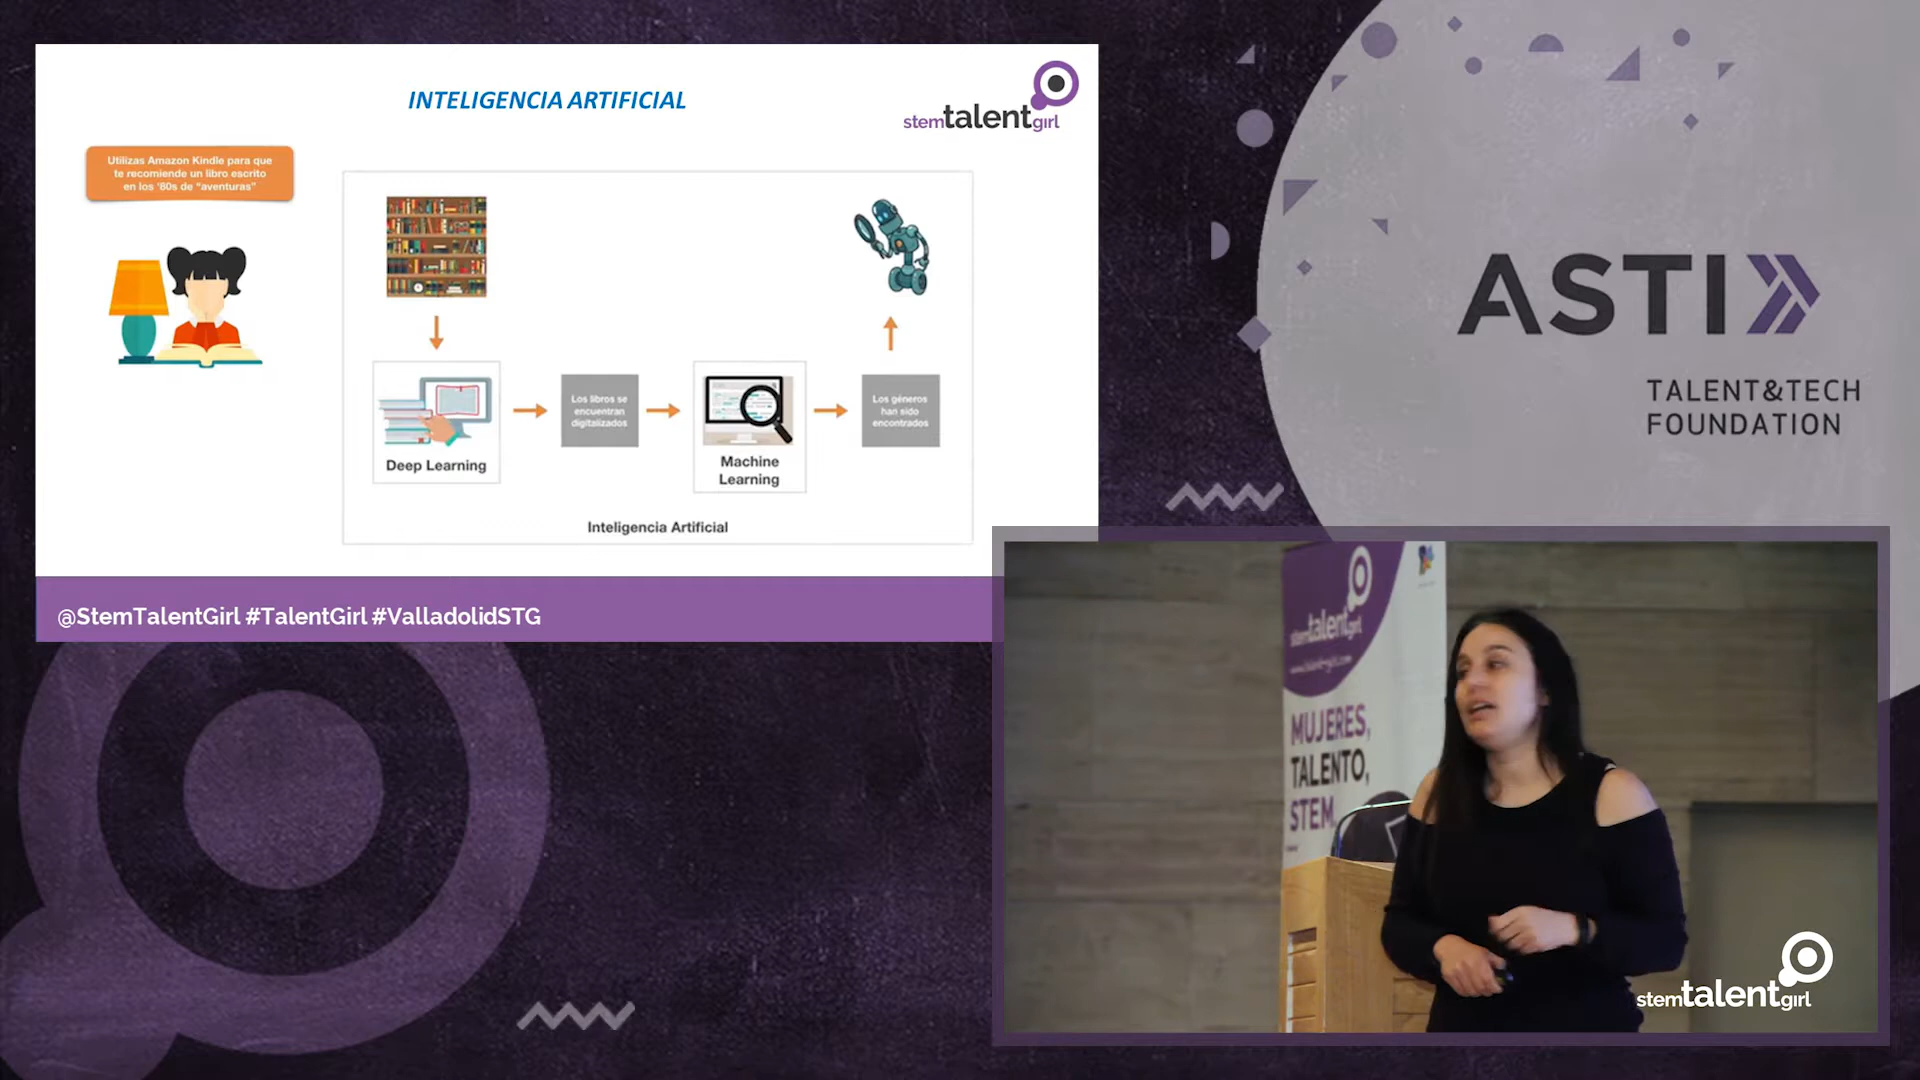 INTELIGENCIA ARTIFICIAL
stemtalentgirl
Utilizas Amazon Kindle para que
te recomiende un libro escrito
en los '80s de "aventuras"
Deep Learning
Los libros se
encuentran
digitalizados
Machine
Learning
Los géneros
han sido
encontrados
Inteligencia Artificial
@StemTalentGirl #TalentGirl #ValladolidSTG
ASTI
TALENT&TECH
FOUNDATION
stemtalentgirl
MUJERES,
TALENTO,
STEM.
stemtalentgirl